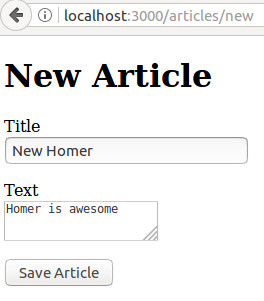 localhost:3000/articles/new
New Article
Title
New Homer
Text
Homer is awesome
Save Article